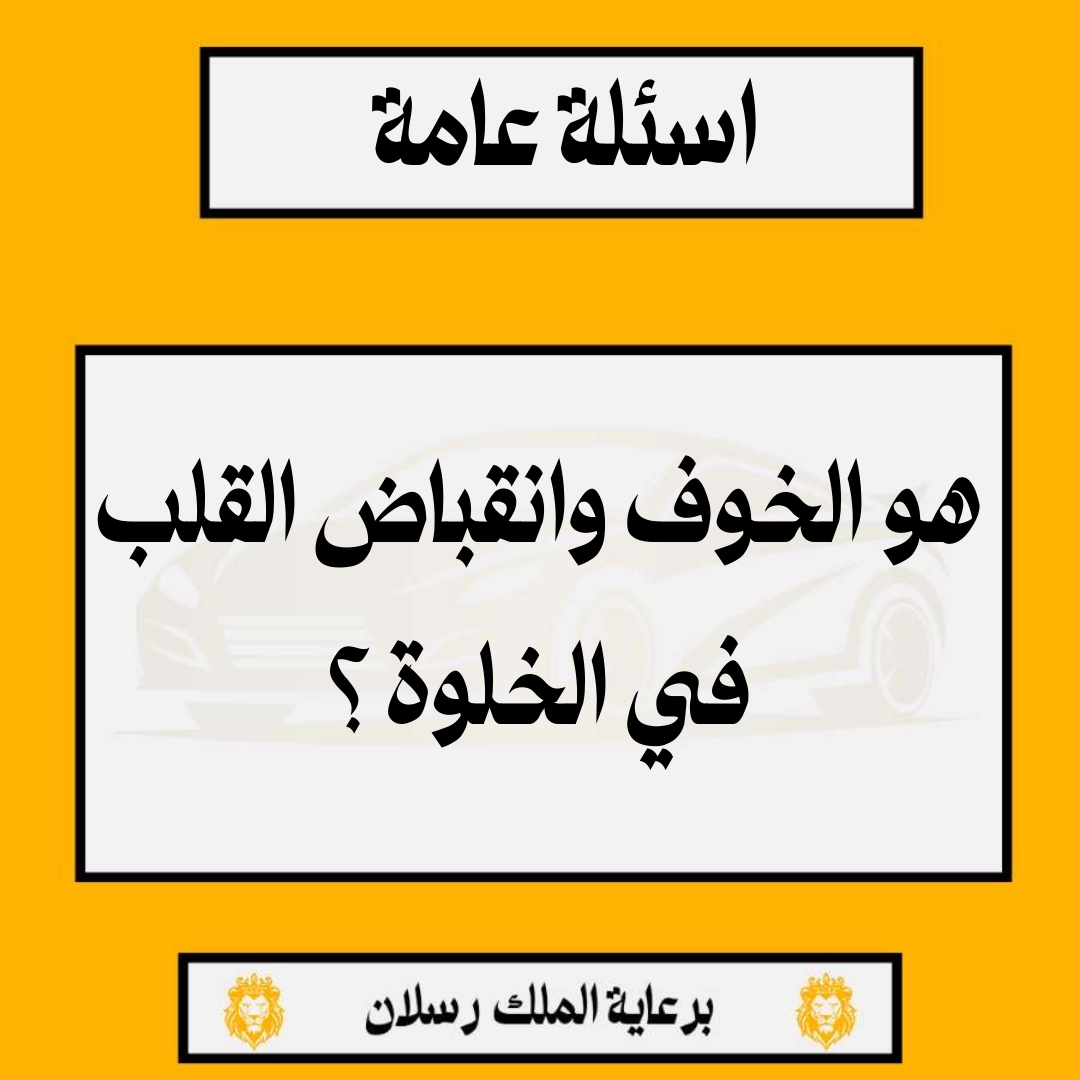 اسئلة عامة
هو الخوف وانقباض القلب
في الخلوة ؟
برعاية الملك رسلان